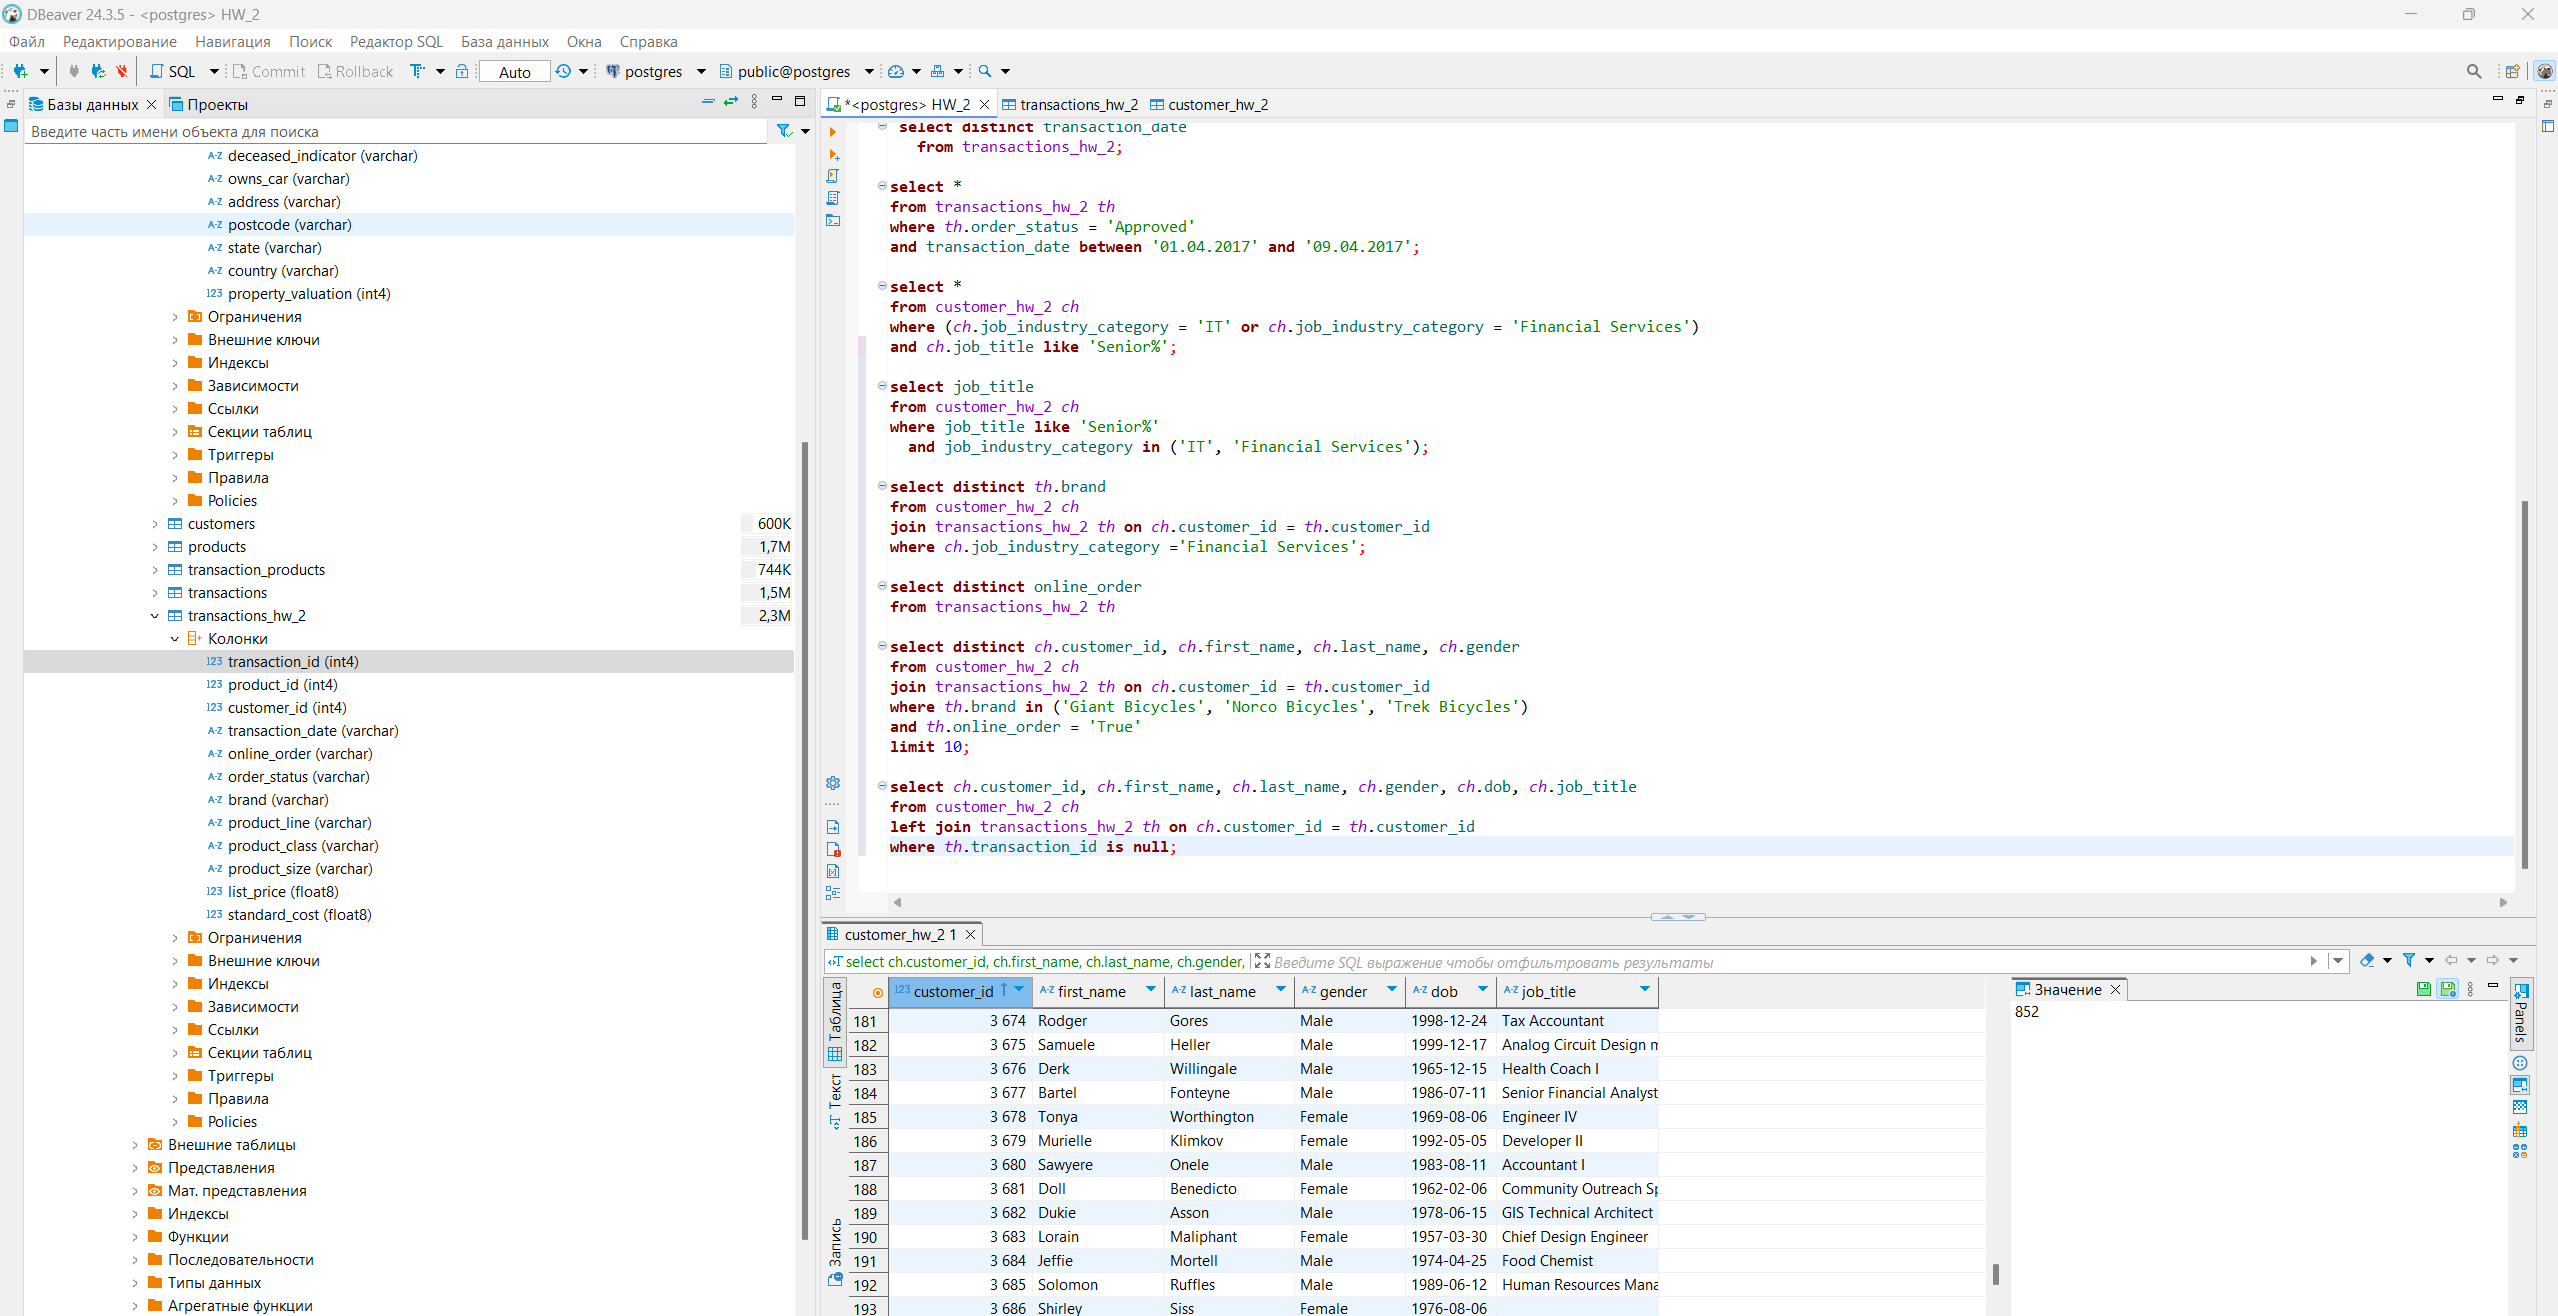 DBeaver 24.3.5 - <postgres> HW_2
Файл Редактирование Навигация Поиск Редактор SQL База данных Окна Справка
SQL Commit Rollback Auto postgres public@postgres
Базы данных Проекты
Введите часть имени объекта для поиска
A-Z deceased_indicator (varchar)
A-Z owns_car (varchar)
A-Z address (varchar)
A-Z postcode (varchar)
A-Z state (varchar)
A-Z country (varchar)
123 property_valuation (int4)
Ограничения
Внешние ключи
Индексы
Зависимости
Ссылки
Секции таблиц
Триггеры
Правила
Policies
customers 600K
products 1,7M
transaction_products 744K
transactions 1,5M
transactions_hw_2 2,3M
Колонки
123 transaction_id (int4)
123 product_id (int4)
123 customer_id (int4)
A-Z transaction_date (varchar)
A-Z online_order (varchar)
A-Z order_status (varchar)
A-Z brand (varchar)
A-Z product_line (varchar)
A-Z product_class (varchar)
A-Z product_size (varchar)
123 list_price (float8)
123 standard_cost (float8)
Ограничения
Внешние ключи
Индексы
Зависимости
Ссылки
Секции таблиц
Триггеры
Правила
Policies
Внешние таблицы
Представления
Мат. представления
Индексы
Функции
Последовательности
Типы данных
Агрегатные функции
*<postgres> HW_2 transactions_hw_2 customer_hw_2
select distinct transaction_date
from transactions_hw_2;
select *
from transactions_hw_2 th
where th.order_status = 'Approved'
and transaction_date between '01.04.2017' and '09.04.2017';
select *
from customer_hw_2 ch
where (ch.job_industry_category = 'IT' or ch.job_industry_category = 'Financial Services')
and ch.job_title like 'Senior%';
select job_title
from customer_hw_2 ch
where job_title like 'Senior%'
and job_industry_category in ('IT', 'Financial Services');
select distinct th.brand
from customer_hw_2 ch
join transactions_hw_2 th on ch.customer_id = th.customer_id
where ch.job_industry_category ='Financial Services';
select distinct online_order
from transactions_hw_2 th
select distinct ch.customer_id, ch.first_name, ch.last_name, ch.gender
from customer_hw_2 ch
join transactions_hw_2 th on ch.customer_id = th.customer_id
where th.brand in ('Giant Bicycles', 'Norco Bicycles', 'Trek Bicycles')
and th.online_order = 'True'
limit 10;
select ch.customer_id, ch.first_name, ch.last_name, ch.gender, ch.dob, ch.job_title
from customer_hw_2 ch
left join transactions_hw_2 th on ch.customer_id = th.customer_id
where th.transaction_id is null;
customer_hw_2 1
select ch.customer_id, ch.first_name, ch.last_name, ch.gender, Введите SQL выражение чтобы отфильтровать результаты
Таблица
Текст
Запись
123 customer_id A-Z first_name A-Z last_name A-Z gender A-Z dob A-Z job_title
181 3 674 Rodger Gores Male 1998-12-24 Tax Accountant
182 3 675 Samuele Heller Male 1999-12-17 Analog Circuit Design m
183 3 676 Derk Willingale Male 1965-12-15 Health Coach I
184 3 677 Bartel Fonteyne Male 1986-07-11 Senior Financial Analyst
185 3 678 Tonya Worthington Female 1969-08-06 Engineer IV
186 3 679 Murielle Klimkov Female 1992-05-05 Developer II
187 3 680 Sawyere Onele Male 1983-08-11 Accountant I
188 3 681 Doll Benedicto Female 1962-02-06 Community Outreach Sp
189 3 682 Dukie Asson Male 1978-06-15 GIS Technical Architect
190 3 683 Lorain Maliphant Female 1957-03-30 Chief Design Engineer
191 3 684 Jeffie Mortell Male 1974-04-25 Food Chemist
192 3 685 Solomon Ruffles Male 1989-06-12 Human Resources Mana
193 3 686 Shirley Siss Female 1976-08-06
Значение
852
Panels